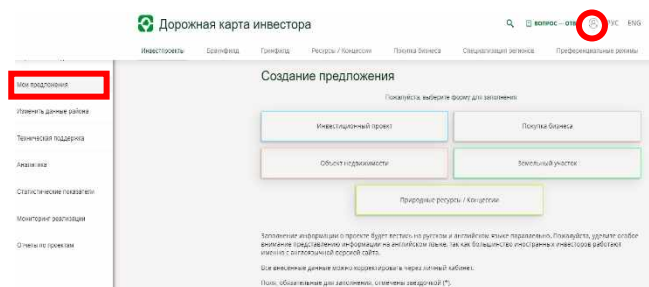 Дорожная карта инвестора
ВОПРОС – ОТВ
РУС ENG
Инвестпроекты Браунфилд Гринфилд Ресурсы / Концессии Покупка бизнеса Специализация регионов Преференциальные режимы
Мои предложения
Изменить данные района
Техническая поддержка
Аналитика
Статистические показатели
Мониторинг реализации
Отчеты по проектам
Создание предложения
Пожалуйста, выберите форму для заполнения
Инвестиционный проект
Покупка бизнеса
Объект недвижимости
Земельный участок
Природные ресурсы / Концессии
Заполнение информации о проекте будет вестись на русском и английском языке параллельно. Пожалуйста, уделите особое
внимание представлению информации на английском языке, так как большинство иностранных инвесторов работают
именно с англоязычной версией сайта.
Все внесенные данные можно корректировать через личный кабинет.
Поля, обязательные для заполнения, отмечены звездочкой (*).